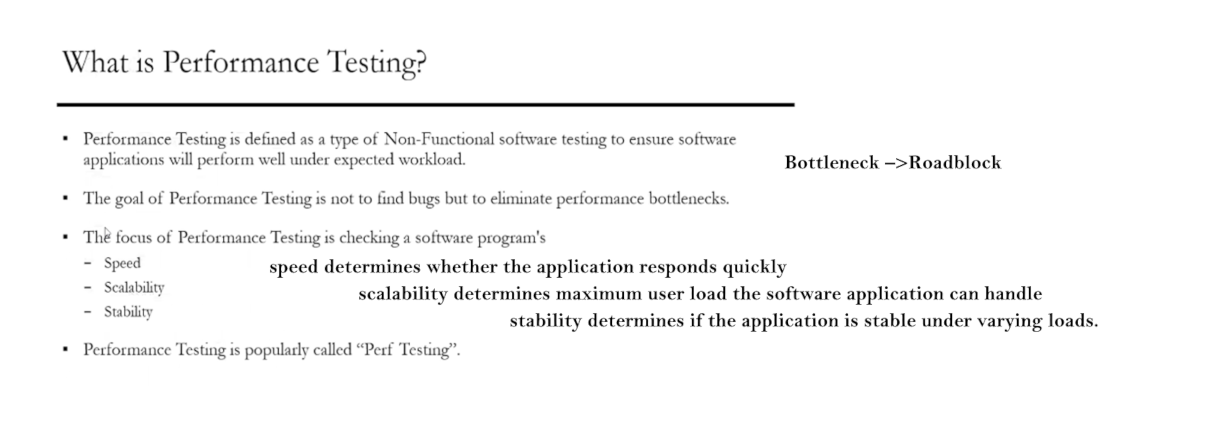 What is Performance Testing?
▪ Performance Testing is defined as a type of Non-Functional software testing to ensure software
applications will perform well under expected workload.
Bottleneck –>Roadblock
▪ The goal of Performance Testing is not to find bugs but to eliminate performance bottlenecks.
▪ The focus of Performance Testing is checking a software program's
– Speed
speed determines whether the application responds quickly
– Scalability
scalability determines maximum user load the software application can handle
– Stability
stability determines if the application is stable under varying loads.
▪ Performance Testing is popularly called “Perf Testing”.